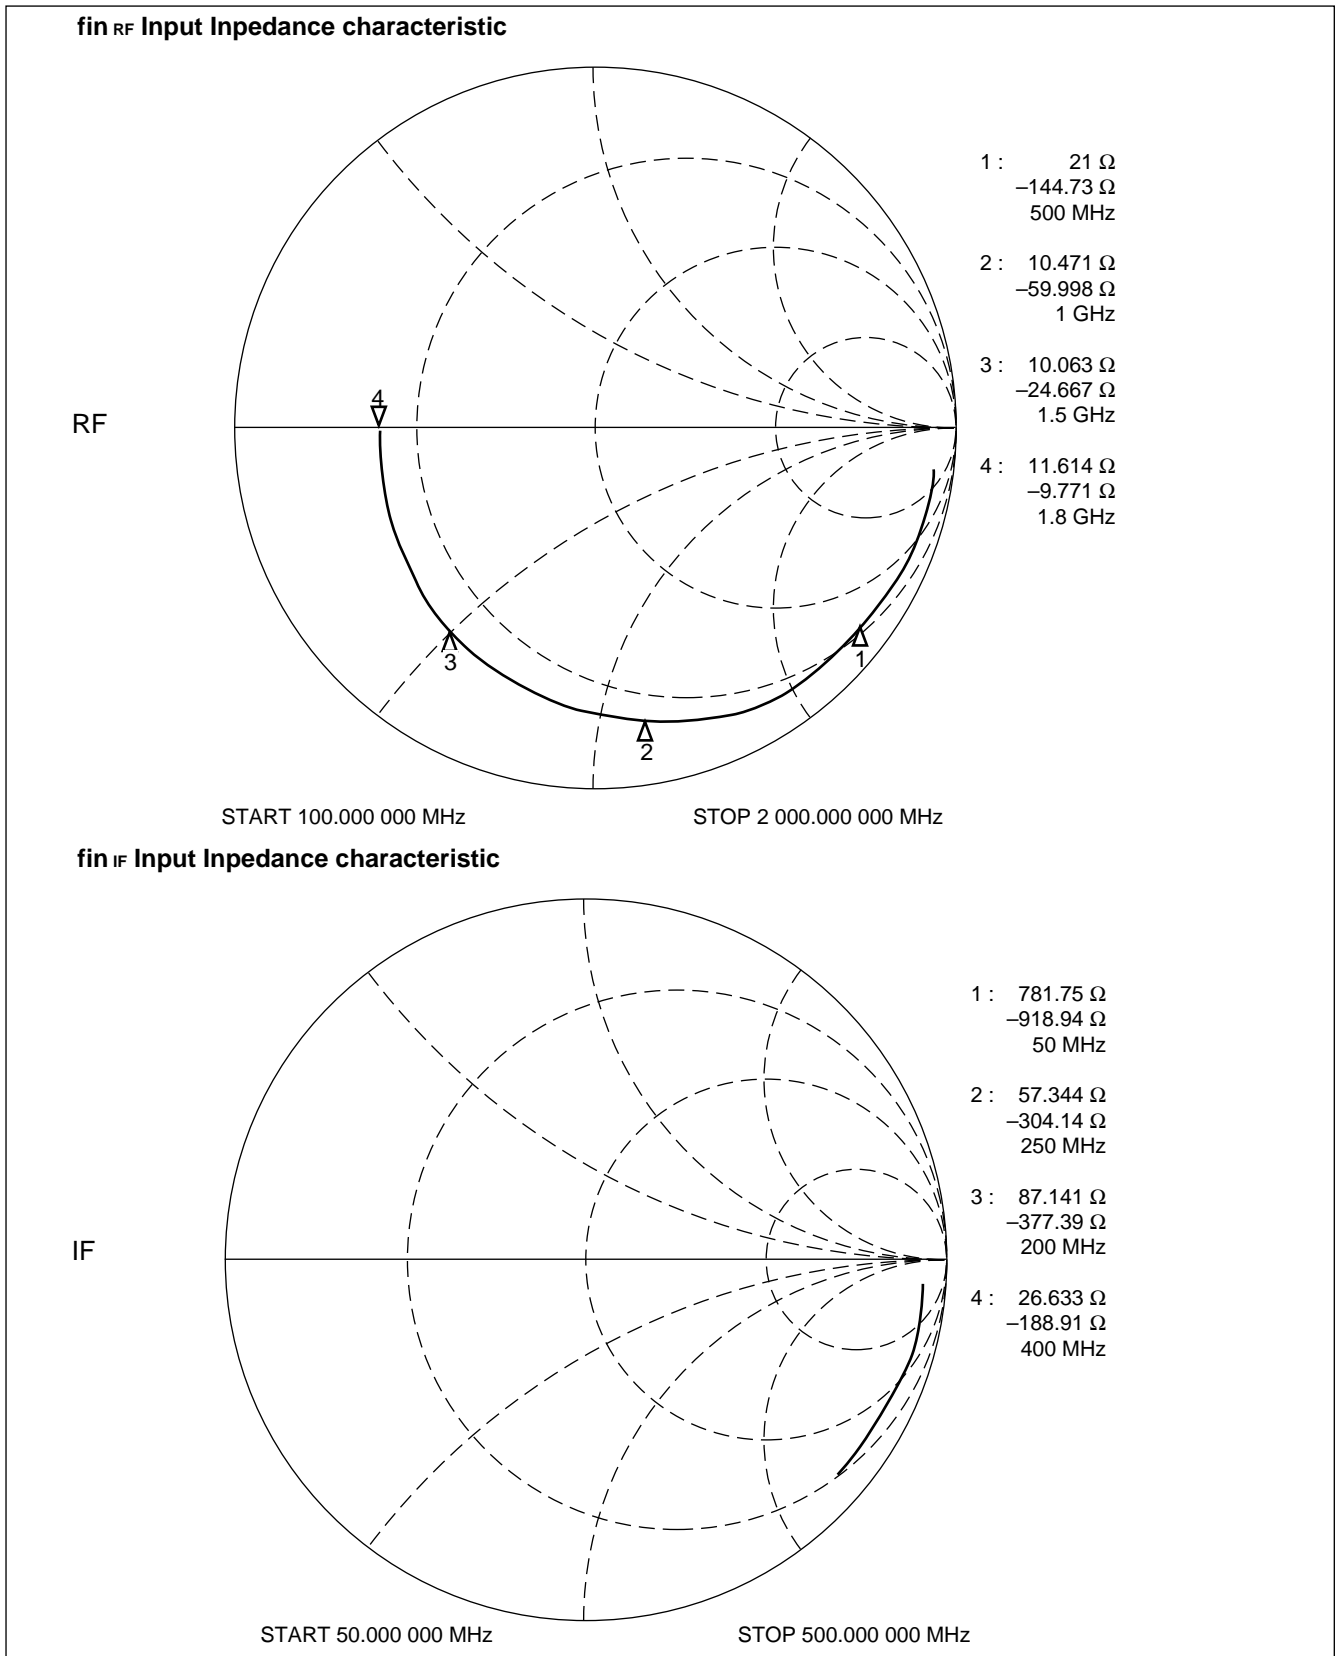 fin RF Input Inpedance characteristic
1 : 21 Ω
–144.73 Ω
500 MHz
2 : 10.471 Ω
–59.998 Ω
1 GHz
3 : 10.063 Ω
–24.667 Ω
1.5 GHz
4 : 11.614 Ω
–9.771 Ω
1.8 GHz
4
RF
3
1
2
START 100.000 000 MHz STOP 2 000.000 000 MHz
fin IF Input Inpedance characteristic
1 : 781.75 Ω
–918.94 Ω
50 MHz
2 : 57.344 Ω
–304.14 Ω
250 MHz
3 : 87.141 Ω
–377.39 Ω
200 MHz
4 : 26.633 Ω
–188.91 Ω
400 MHz
IF
START 50.000 000 MHz STOP 500.000 000 MHz